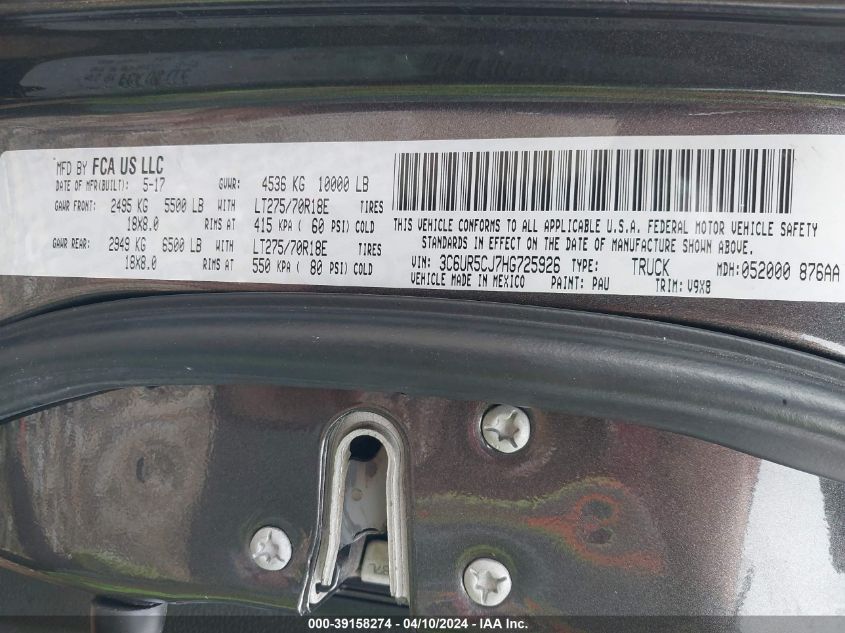 MFD BY FCA US LLC
DATE OF MFR(BUILT): 5-17 GVWR: 4536 KG 10000 LB
GAWR FRONT: 2495 KG 5500 LB WITH LT275/70R18E TIRES
18X8.0 RIMS AT 415 KPA ( 60 PSI) COLD
GAWR REAR: 2949 KG 6500 LB WITH LT275/70R18E TIRES
18X8.0 RIMS AT 550 KPA ( 80 PSI) COLD
THIS VEHICLE CONFORMS TO ALL APPLICABLE U.S.A. FEDERAL MOTOR VEHICLE SAFETY
STANDARDS IN EFFECT ON THE DATE OF MANUFACTURE SHOWN ABOVE.
VIN: 3C6UR5CJ7HG725926 TYPE: TRUCK MDH:052000 876AA
VEHICLE MADE IN MEXICO PAINT: PAU TRIM: V9X8
000-39158274 - 04/10/2024 - IAA Inc.